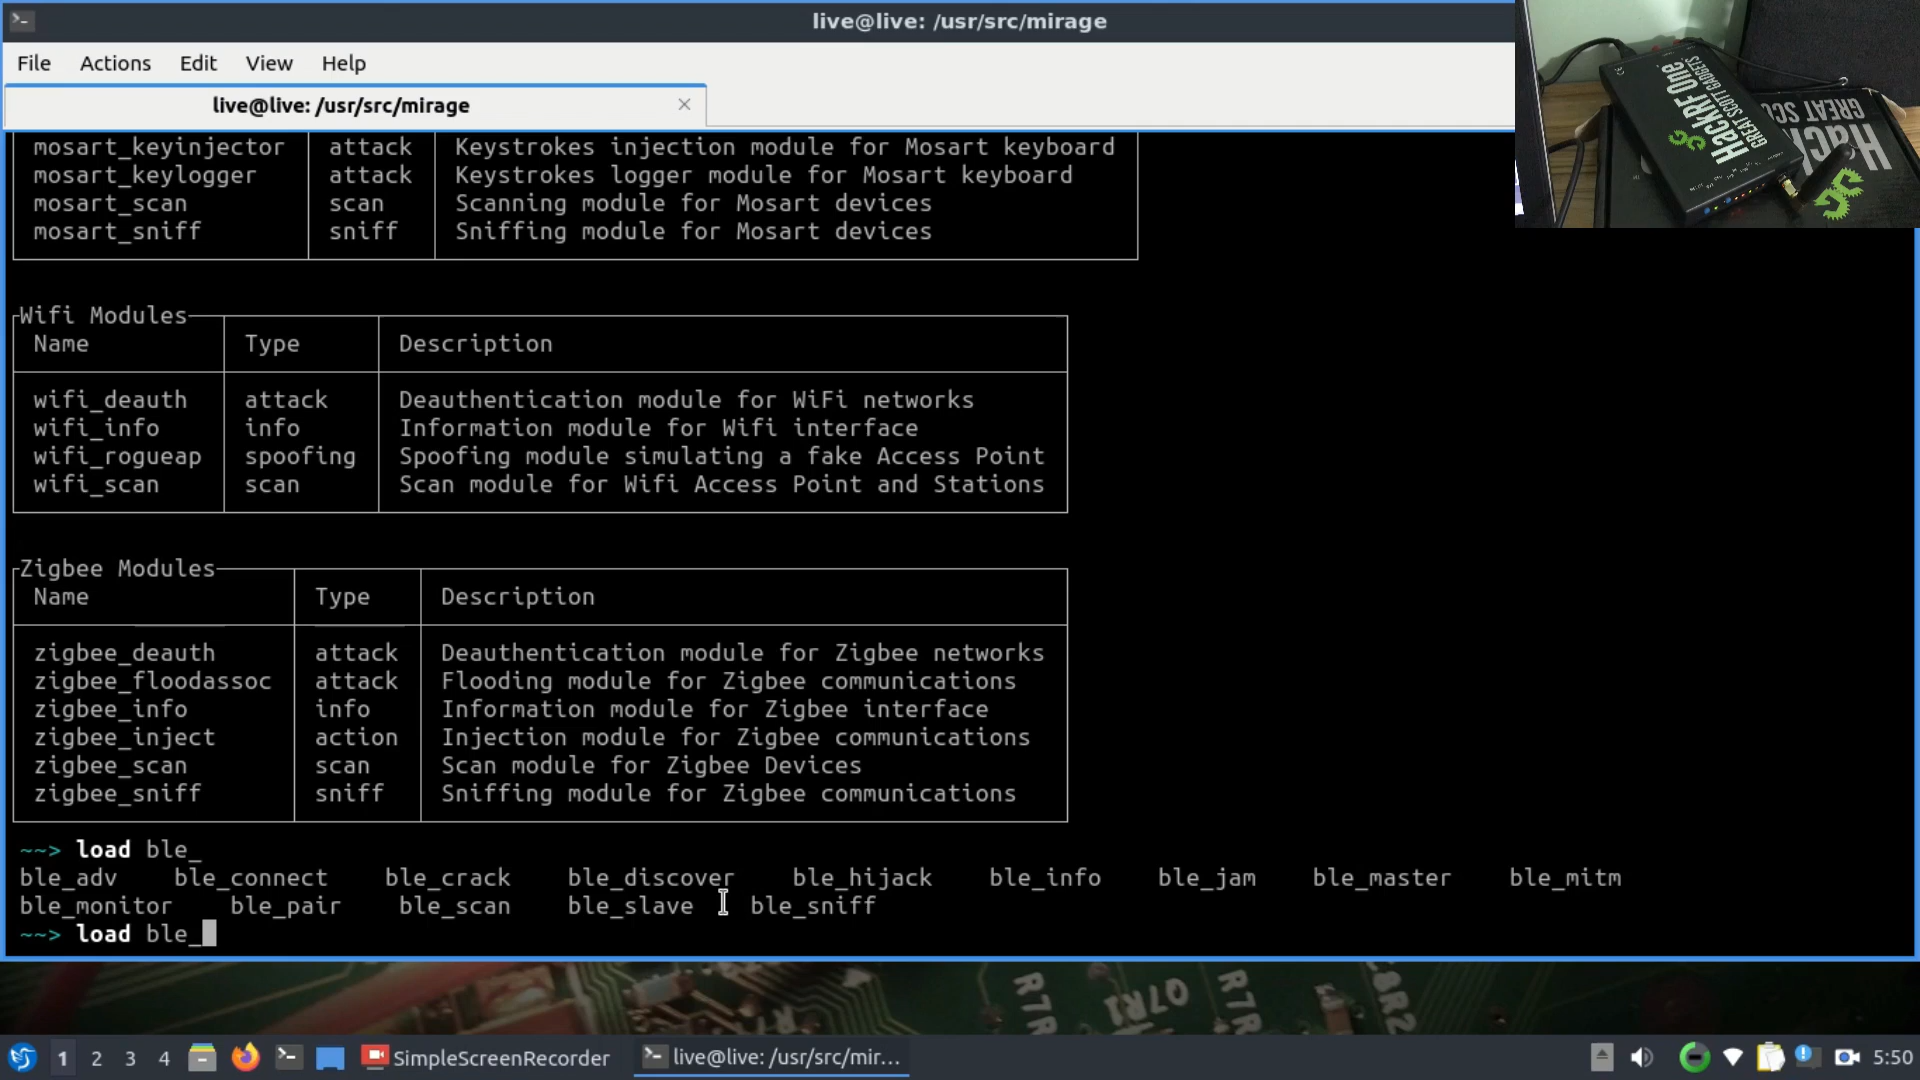 live@live: /usr/src/mirage
File Actions Edit View Help
live@live: /usr/src/mirage
HackRF One
GREAT SCOTT GADGETS
Hac
GREAT SC
mosart_keyinjector attack Keystrokes injection module for Mosart keyboard
mosart_keylogger attack Keystrokes logger module for Mosart keyboard
mosart_scan scan Scanning module for Mosart devices
mosart_sniff sniff Sniffing module for Mosart devices
Wifi Modules
Name Type Description
wifi_deauth attack Deauthentication module for WiFi networks
wifi_info info Information module for Wifi interface
wifi_rogueap spoofing Spoofing module simulating a fake Access Point
wifi_scan scan Scan module for Wifi Access Point and Stations
Zigbee Modules
Name Type Description
zigbee_deauth attack Deauthentication module for Zigbee networks
zigbee_floodassoc attack Flooding module for Zigbee communications
zigbee_info info Information module for Zigbee interface
zigbee_inject action Injection module for Zigbee communications
zigbee_scan scan Scan module for Zigbee Devices
zigbee_sniff sniff Sniffing module for Zigbee communications
~~> load ble_
ble_adv ble_connect ble_crack ble_discover ble_hijack ble_info ble_jam ble_master ble_mitm
ble_monitor ble_pair ble_scan ble_slave ble_sniff
~~> load ble_
R7R
Q7R1
R7R
C8R2
1 2 3 4 SimpleScreenRecorder live@live: /usr/src/mir... 5:50